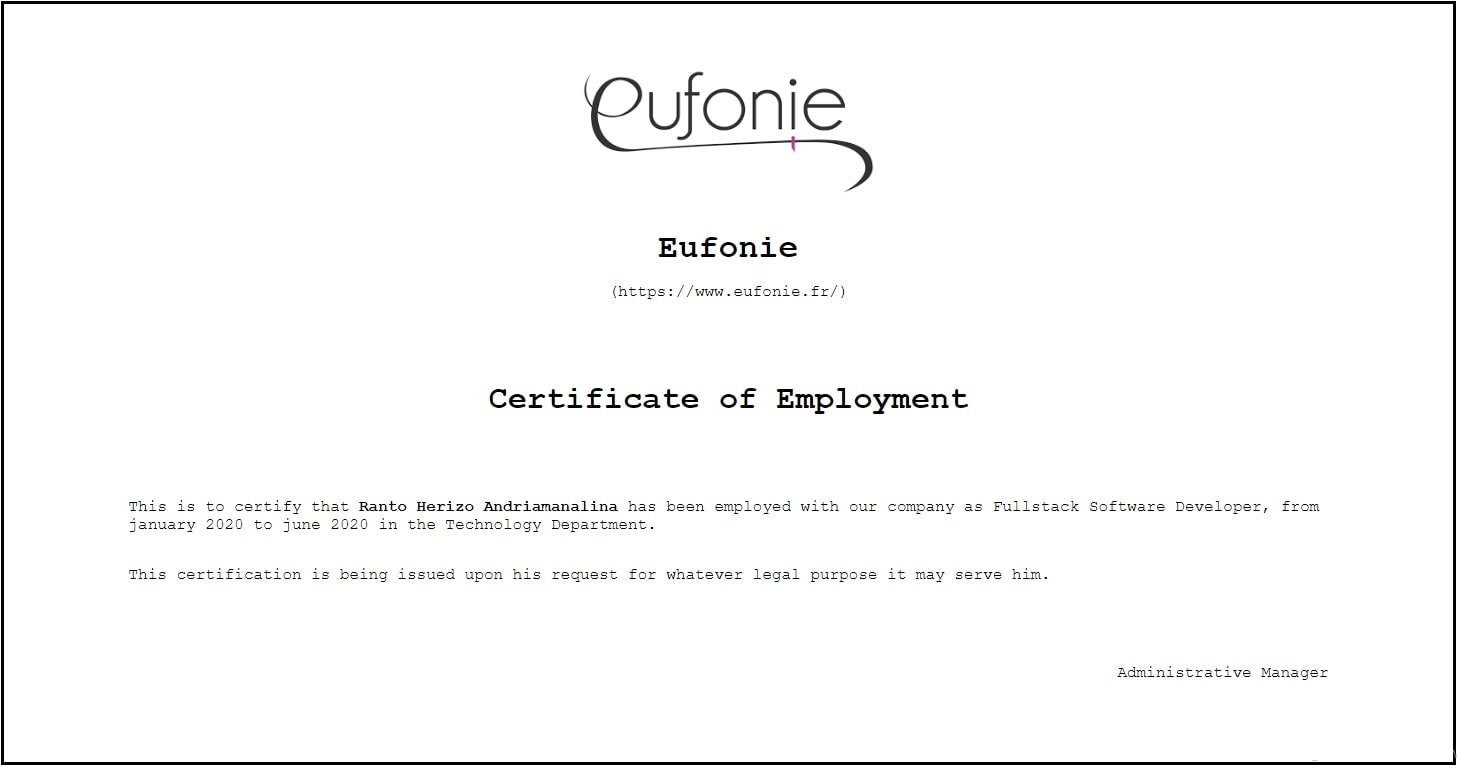 eufonie
Eufonie
(https://www.eufonie.fr/)
Certificate of Employment
This is to certify that Ranto Herizo Andriamanalina has been employed with our company as Fullstack Software Developer, from
january 2020 to june 2020 in the Technology Department.
This certification is being issued upon his request for whatever legal purpose it may serve him.
Administrative Manager